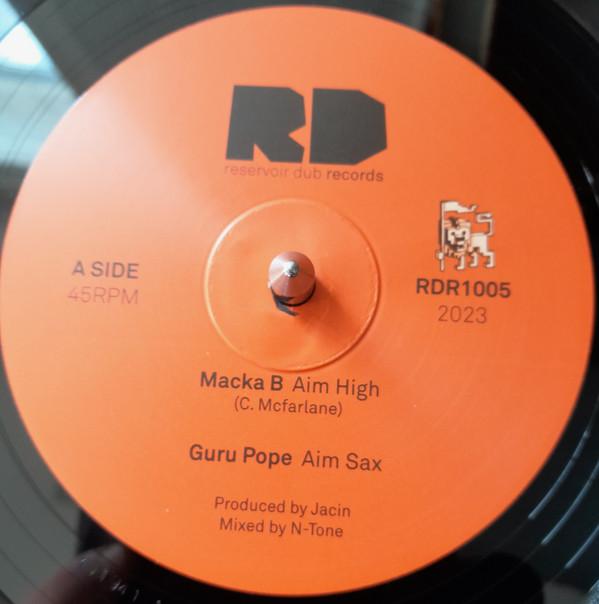 RD
reservoir dub records
A SIDE
45RPM
RDR1005
2023
Macka B Aim High
(C. Mcfarlane)
Guru Pope Aim Sax
Produced by Jacin
Mixed by N-Tone